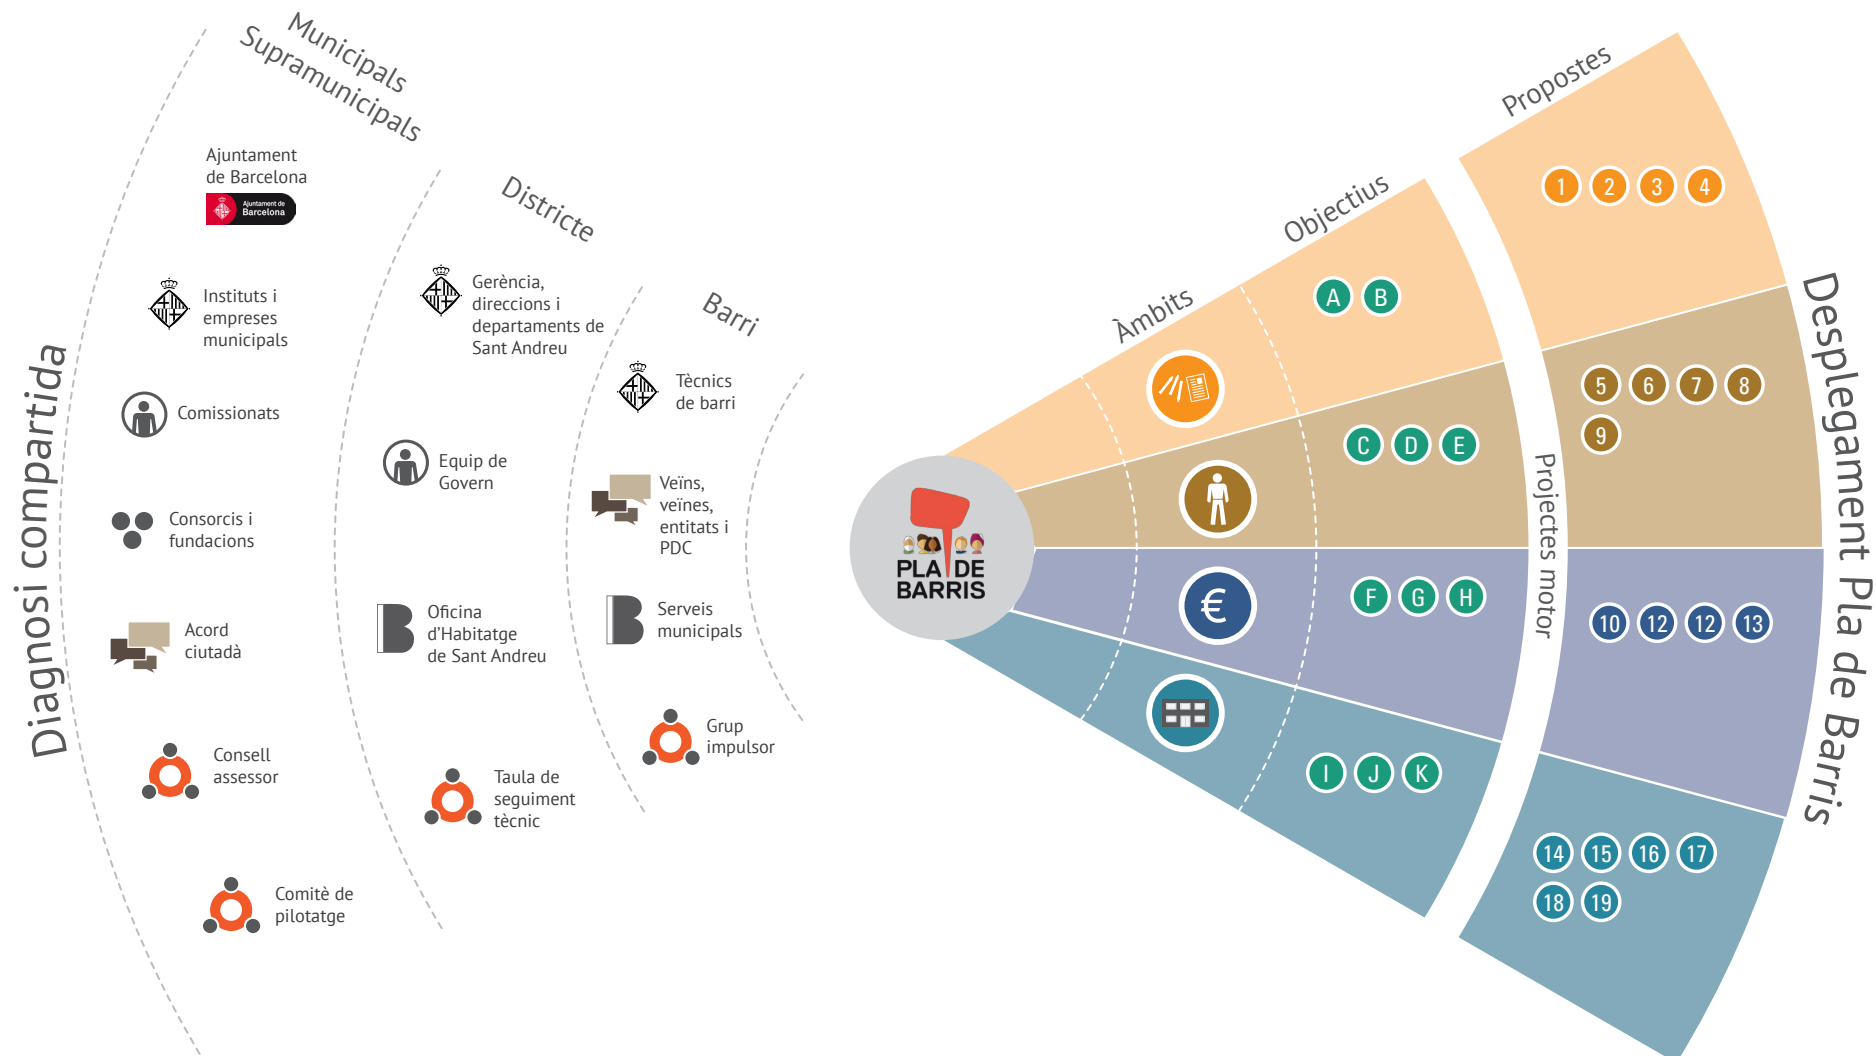 Diagnosi compartida
Municipals
Supramunicipals
Ajuntament
de Barcelona
Ajuntament de
Barcelona
Instituts i
empreses
municipals
Comissionats
Consorcis i
fundacions
Acord
ciutadà
Consell
assessor
Comitè de
pilotatge
Districte
Gerència,
direccions i
departaments de
Sant Andreu
Equip de
Govern
Oficina
d'Habitatge
de Sant Andreu
Taula de
seguiment
tècnic
Barri
Tècnics
de barri
Veïns,
veïnes,
entitats i
PDC
Serveis
municipals
Grup
impulsor
PLA DE
BARRIS
Àmbits
€
Objectius
A B
C D E
F G H
I J K
Projectes motor
Propostes
1 2 3 4
5 6 7 8
9
10 12 12 13
14 15 16 17
18 19
Desplegament Pla de Barris